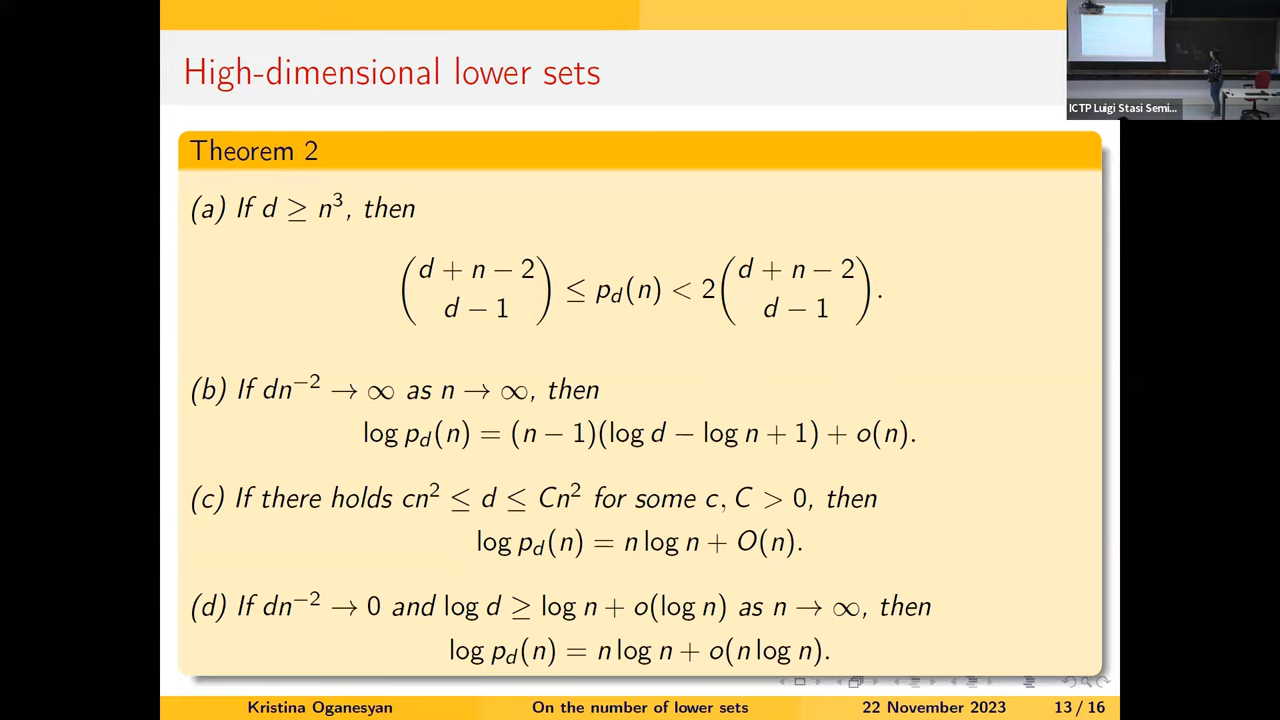 High-dimensional lower sets
ICTP Luigi Stasi Semi...
Theorem 2
(a) If d ≥ n³, then
(d + n − 2 choose d − 1) ≤ p_d(n) < 2(d + n − 2 choose d − 1).
(b) If dn⁻² → ∞ as n → ∞, then
log p_d(n) = (n − 1)(log d − log n + 1) + o(n).
(c) If there holds cn² ≤ d ≤ Cn² for some c, C > 0, then
log p_d(n) = n log n + O(n).
(d) If dn⁻² → 0 and log d ≥ log n + o(log n) as n → ∞, then
log p_d(n) = n log n + o(n log n).
Kristina Oganesyan On the number of lower sets 22 November 2023 13 / 16